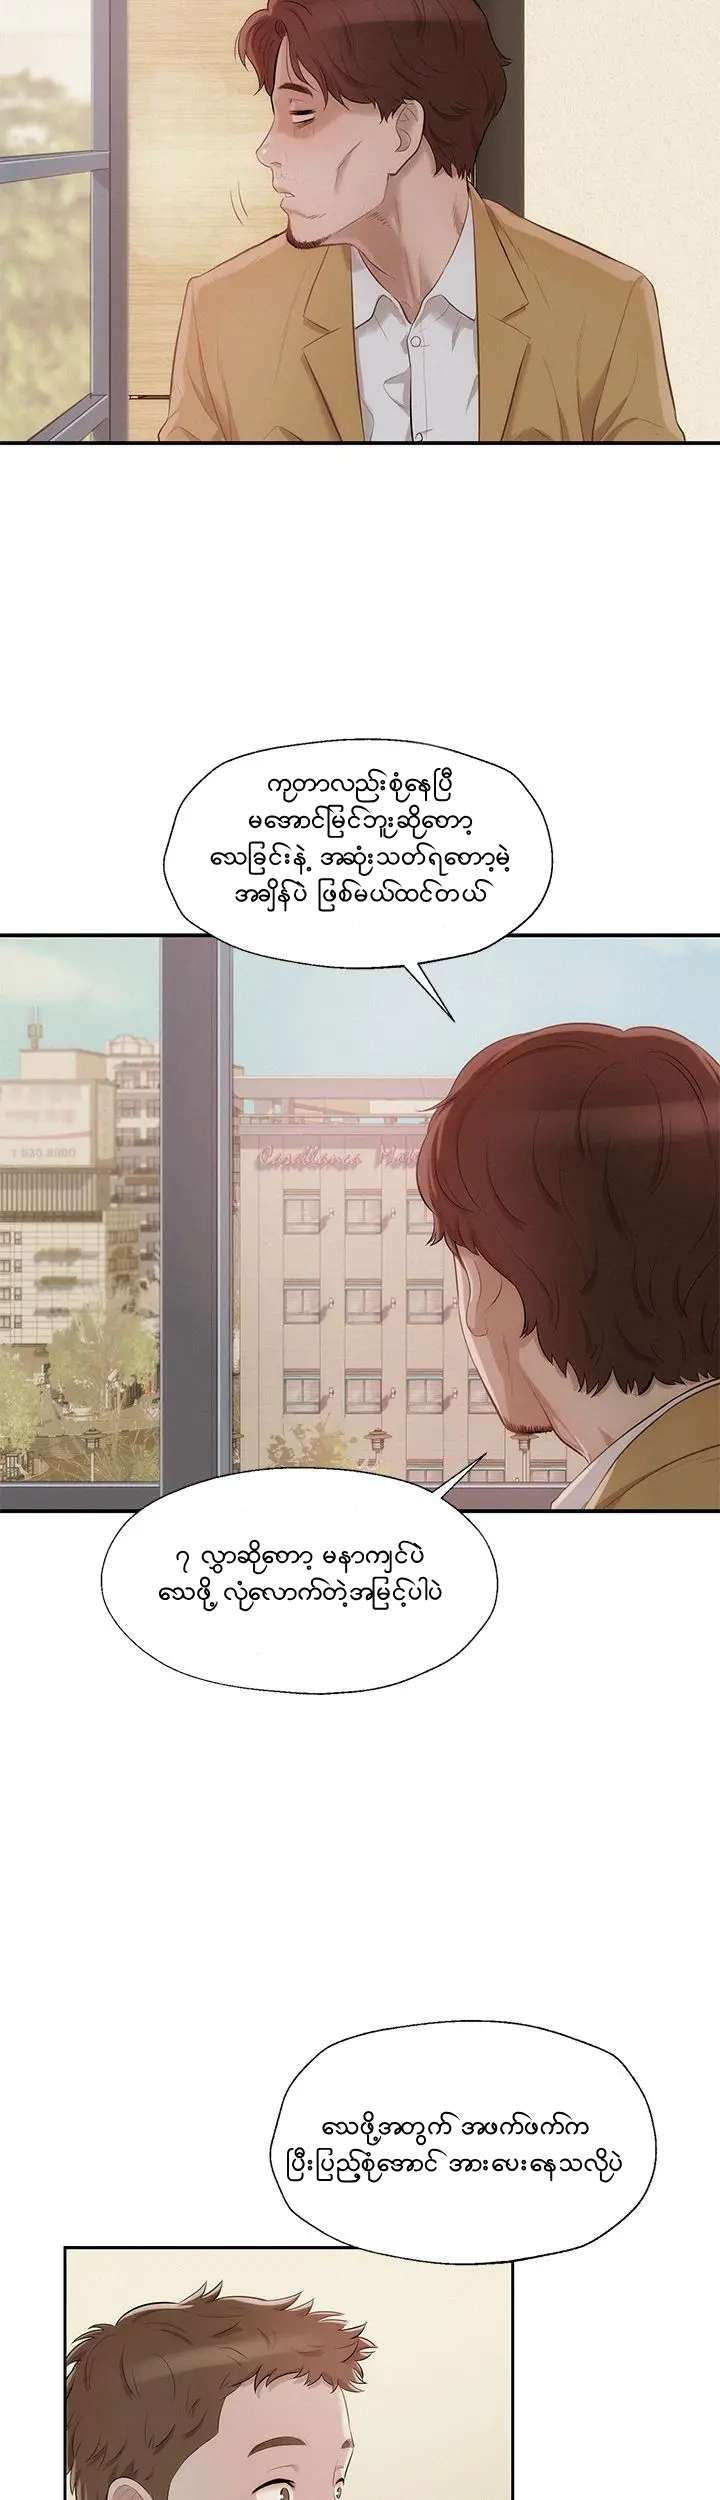 ကုတာလည်းစုံနေပြီ
မအောင်မြင်ဘူးဆိုတော့
သေခြင်းနဲ့ အဆုံးသတ်ရတော့မဲ့
အချိန်ပဲ ဖြစ်မယ်ထင်တယ်
1 630.8900
Casablanca
၇ လွှာဆိုတော့ မနာကျင်ပဲ
သေဖို့ လုံလောက်တဲ့အမြင့်ပါပဲ
သေဖို့အတွက် အဖက်ဖက်က
ပြီးပြည့်စုံအောင် အားပေးနေသလိုပဲ